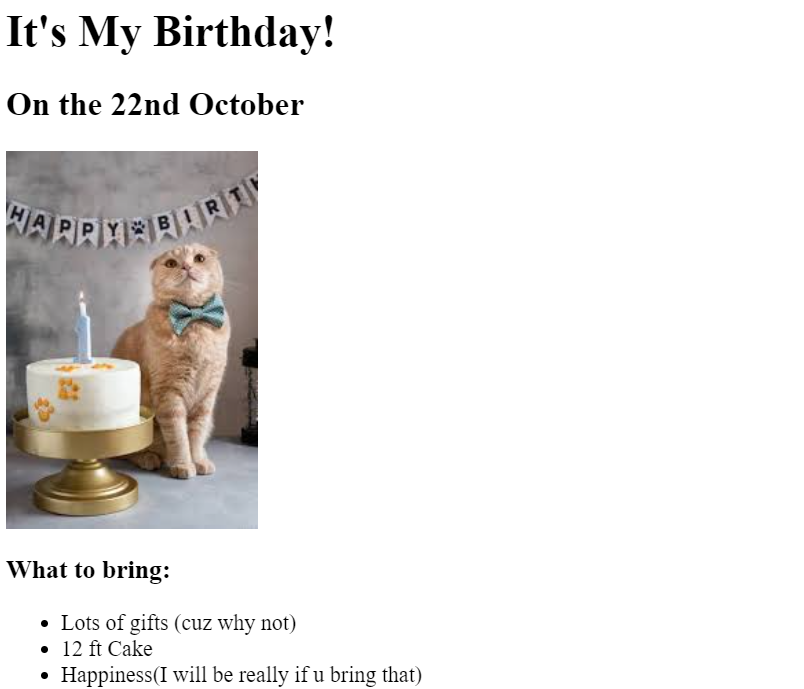 It's My Birthday!
On the 22nd October
HAPPY BIRT
What to bring:
Lots of gifts (cuz why not)
12 ft Cake
Happiness(I will be really if u bring that)